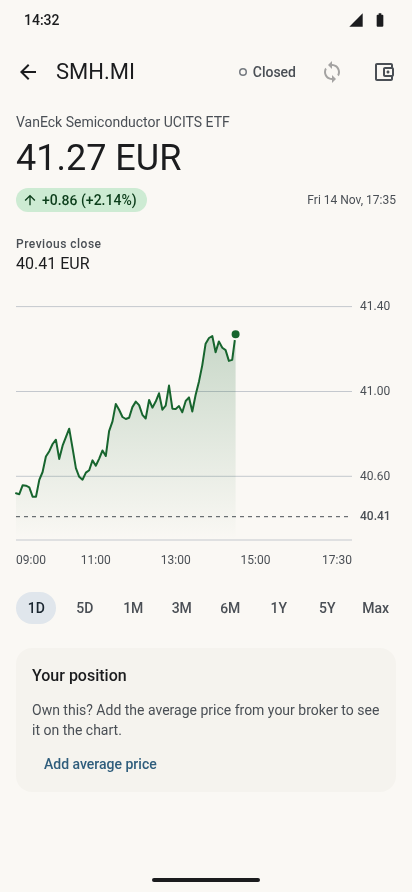 14:32
SMH.MI
Closed
VanEck Semiconductor UCITS ETF
41.27 EUR
+0.86 (+2.14%)
Fri 14 Nov, 17:35
Previous close
40.41 EUR
41.40
41.00
40.60
40.41
09:00 11:00 13:00 15:00 17:30
1D 5D 1M 3M 6M 1Y 5Y Max
Your position
Own this? Add the average price from your broker to see
it on the chart.
Add average price